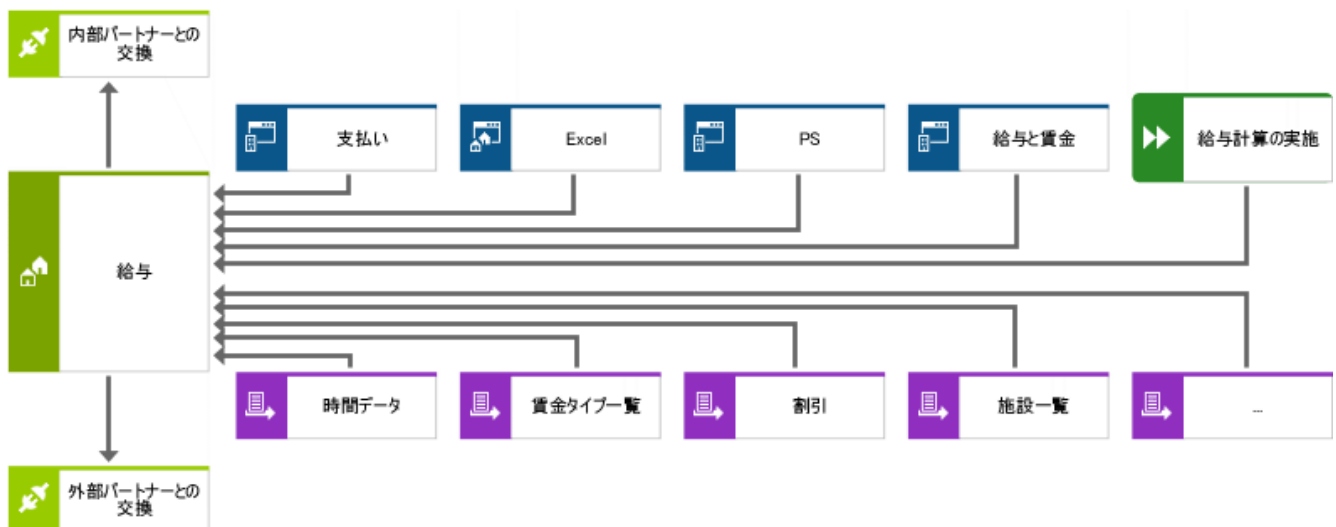 内部パートナーとの
交換
支払い
Excel
PS
給与と賃金
給与計算の実施
給与
時間データ
賃金タイプ一覧
割引
施設一覧
...
外部パートナーとの
交換